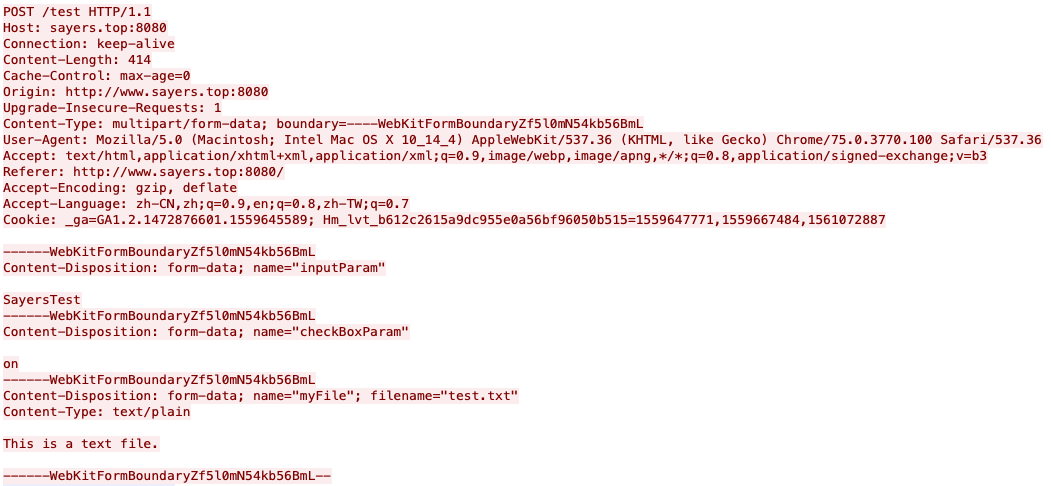 POST /test HTTP/1.1
Host: sayers.top:8080
Connection: keep-alive
Content-Length: 414
Cache-Control: max-age=0
Origin: http://www.sayers.top:8080
Upgrade-Insecure-Requests: 1
Content-Type: multipart/form-data; boundary=----WebKitFormBoundaryZf5l0mN54kb56BmL
User-Agent: Mozilla/5.0 (Macintosh; Intel Mac OS X 10_14_4) AppleWebKit/537.36 (KHTML, like Gecko) Chrome/75.0.3770.100 Safari/537.36
Accept: text/html,application/xhtml+xml,application/xml;q=0.9,image/webp,image/apng,*/*;q=0.8,application/signed-exchange;v=b3
Referer: http://www.sayers.top:8080/
Accept-Encoding: gzip, deflate
Accept-Language: zh-CN,zh;q=0.9,en;q=0.8,zh-TW;q=0.7
Cookie: _ga=GA1.2.1472876601.1559645589; Hm_lvt_b612c2615a9dc955e0a56bf96050b515=1559647771,1559667484,1561072887

------WebKitFormBoundaryZf5l0mN54kb56BmL
Content-Disposition: form-data; name="inputParam"

SayersTest
------WebKitFormBoundaryZf5l0mN54kb56BmL
Content-Disposition: form-data; name="checkBoxParam"

on
------WebKitFormBoundaryZf5l0mN54kb56BmL
Content-Disposition: form-data; name="myFile"; filename="test.txt"
Content-Type: text/plain

This is a text file.

------WebKitFormBoundaryZf5l0mN54kb56BmL--